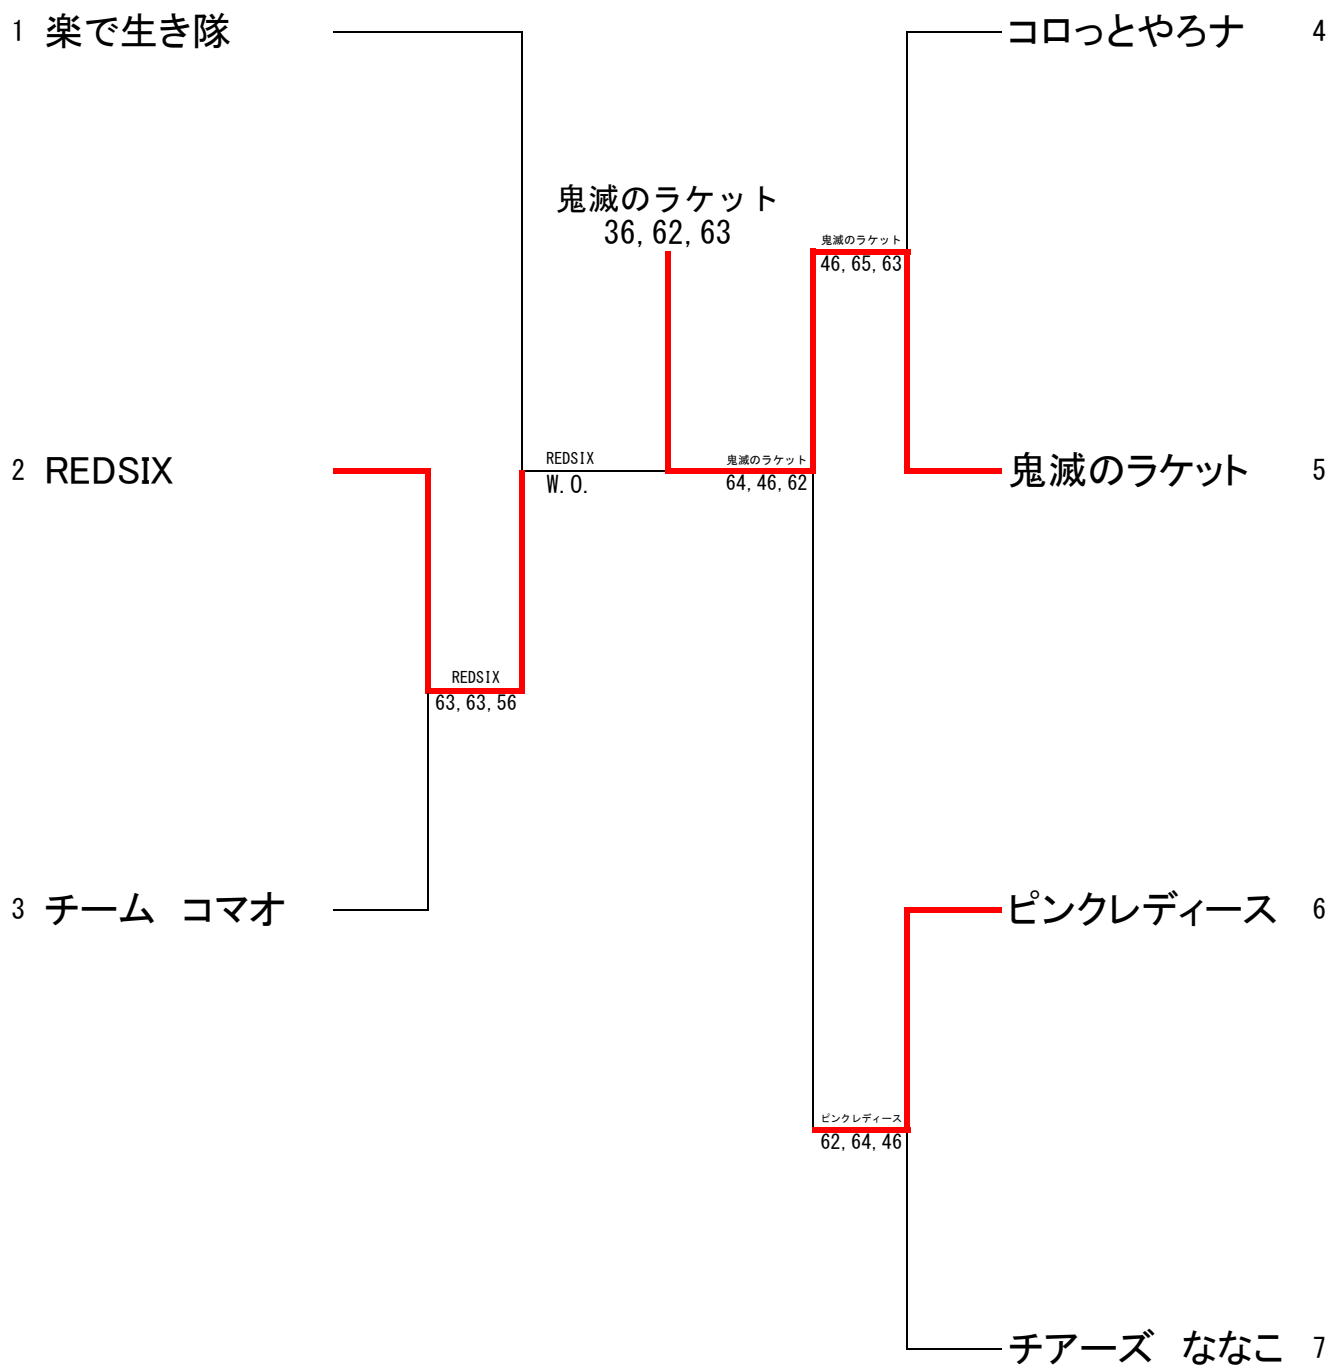 1 楽で生き隊
コロっとやろナ 4
鬼滅のラケット
36,62,63
鬼滅のラケット
46,65,63
2 REDSIX
REDSIX
W.O.
鬼滅のラケット
64,46,62
鬼滅のラケット 5
REDSIX
63,63,56
3 チーム　コマオ
ピンクレディース 6
ピンクレディース
62,64,46
チアーズ　ななこ 7